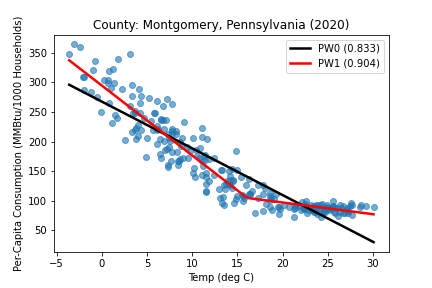 County: Montgomery, Pennsylvania (2020)
PW0 (0.833)
PW1 (0.904)
Per-Capita Consumption (MMBtu/1000 Households)
350
300
250
200
150
100
50
−5 0 5 10 15 20 25 30
Temp (deg C)